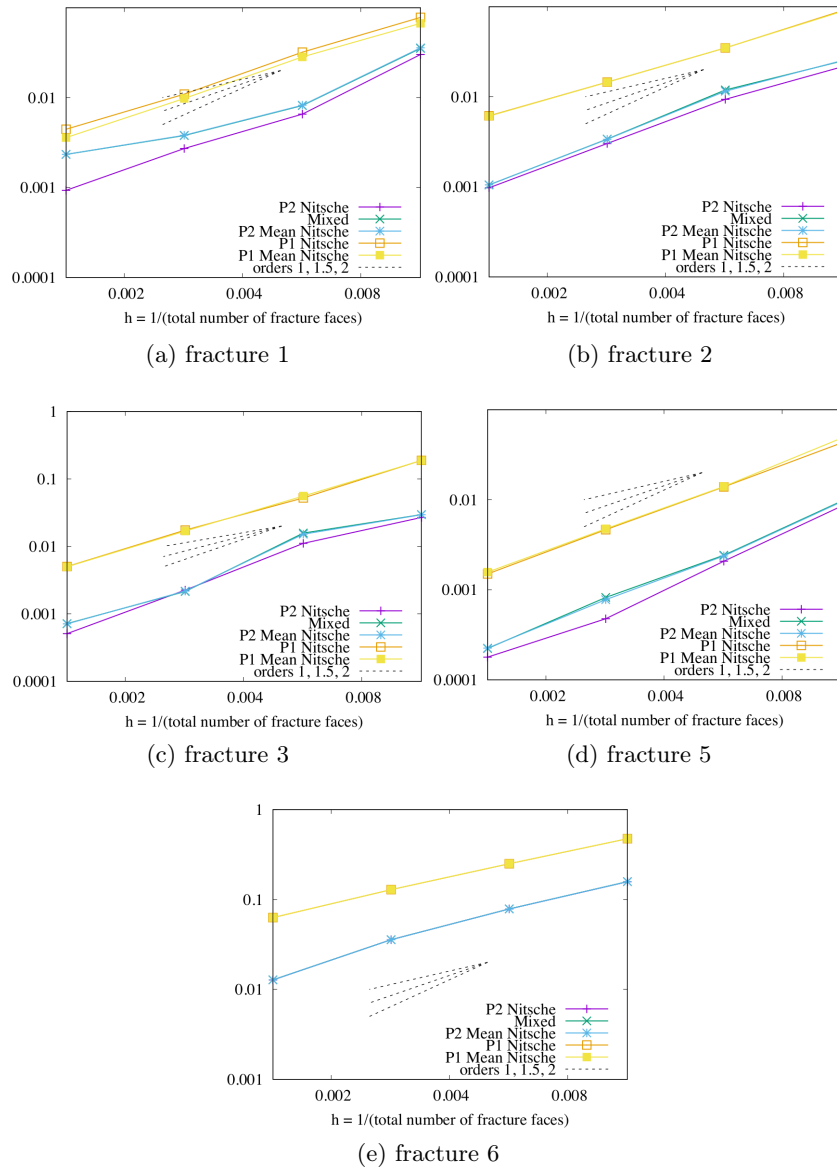 0.01
0.001
0.0001
P2 Nitsche
Mixed
P2 Mean Nitsche
P1 Nitsche
P1 Mean Nitsche
orders 1, 1.5, 2
0.002 0.004 0.008
h = 1/(total number of fracture faces)
(a) fracture 1
0.01
0.001
0.0001
P2 Nitsche
Mixed
P2 Mean Nitsche
P1 Nitsche
P1 Mean Nitsche
orders 1, 1.5, 2
0.002 0.004 0.008
h = 1/(total number of fracture faces)
(b) fracture 2
1
0.1
0.01
0.001
0.0001
P2 Nitsche
Mixed
P2 Mean Nitsche
P1 Nitsche
P1 Mean Nitsche
orders 1, 1.5, 2
0.002 0.004 0.008
h = 1/(total number of fracture faces)
(c) fracture 3
0.01
0.001
0.0001
P2 Nitsche
Mixed
P2 Mean Nitsche
P1 Nitsche
P1 Mean Nitsche
orders 1, 1.5, 2
0.002 0.004 0.008
h = 1/(total number of fracture faces)
(d) fracture 5
1
0.1
0.01
0.001
P2 Nitsche
Mixed
P2 Mean Nitsche
P1 Nitsche
P1 Mean Nitsche
orders 1, 1.5, 2
0.002 0.004 0.008
h = 1/(total number of fracture faces)
(e) fracture 6